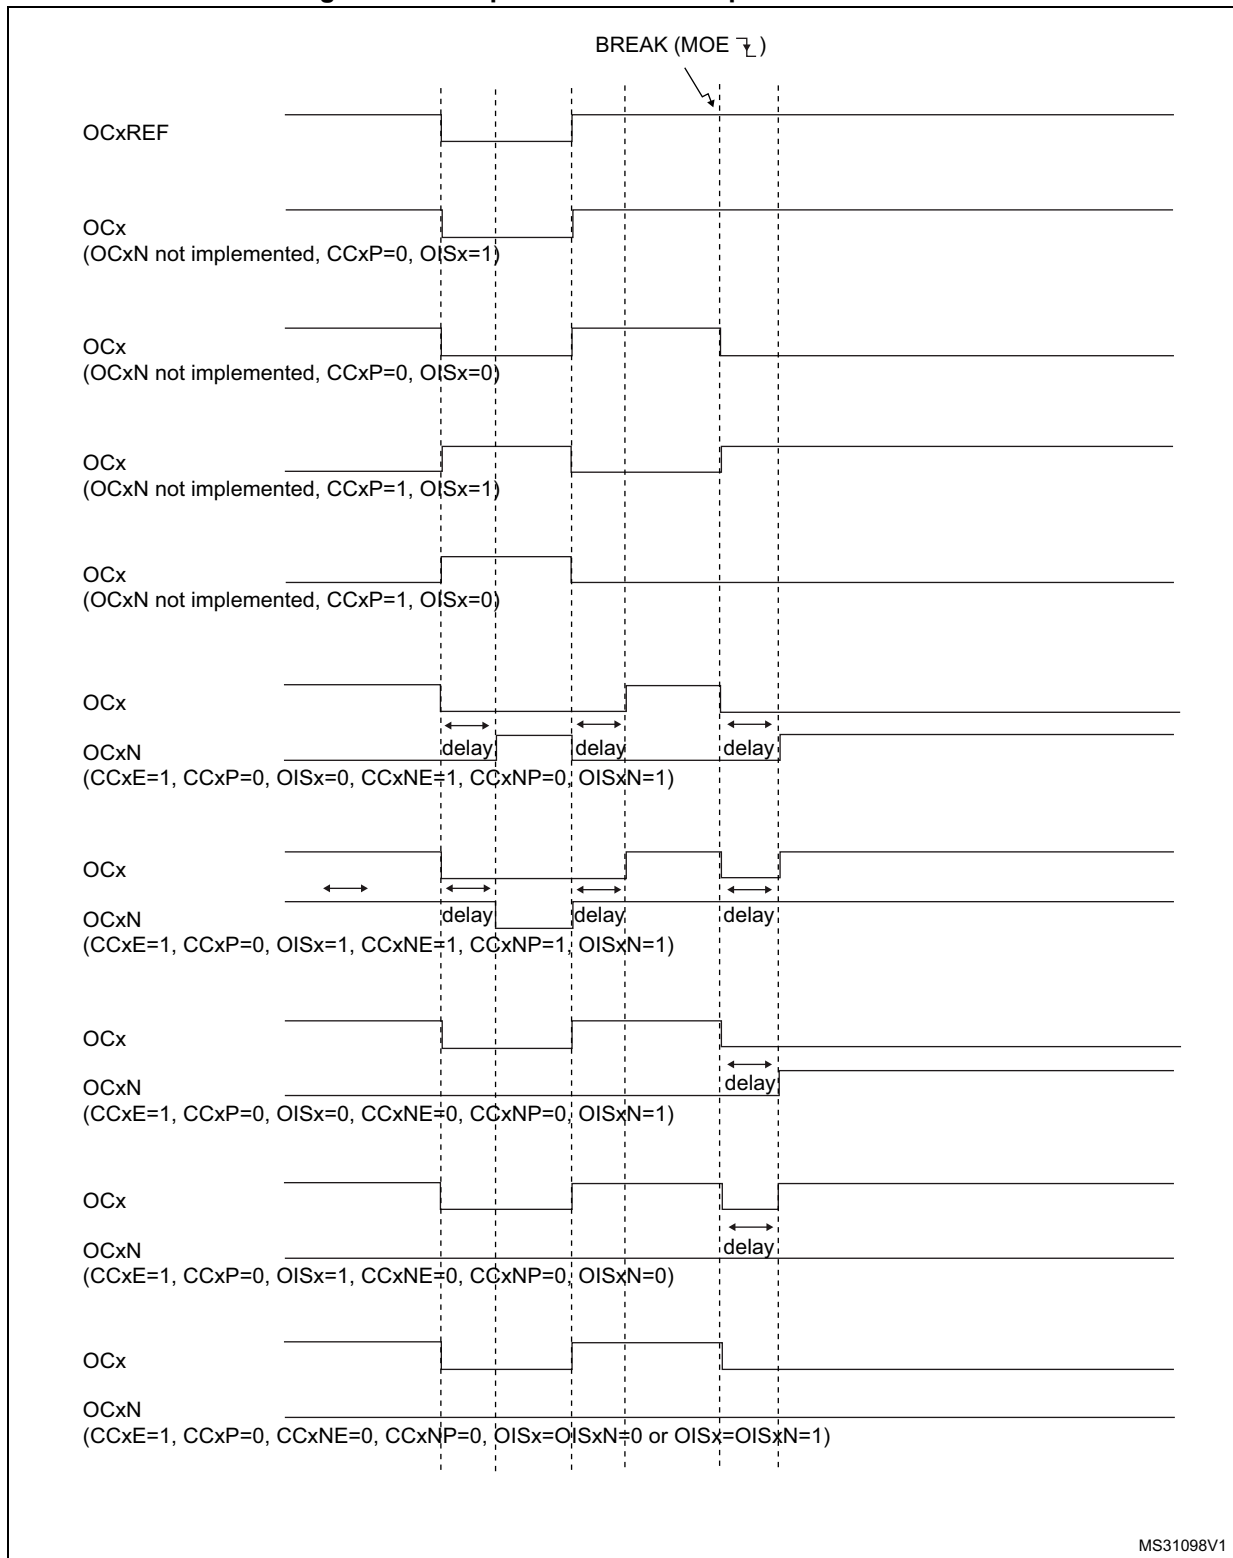 BREAK (MOE )
OCxREF
OCx
(OCxN not implemented, CCxP=0, OISx=1)
OCx
(OCxN not implemented, CCxP=0, OISx=0)
OCx
(OCxN not implemented, CCxP=1, OISx=1)
OCx
(OCxN not implemented, CCxP=1, OISx=0)
OCx
delay delay delay
OCxN
(CCxE=1, CCxP=0, OISx=0, CCxNE=1, CCxNP=0, OISxN=1)
OCx
delay delay delay
OCxN
(CCxE=1, CCxP=0, OISx=1, CCxNE=1, CCxNP=1, OISxN=1)
OCx
delay
OCxN
(CCxE=1, CCxP=0, OISx=0, CCxNE=0, CCxNP=0, OISxN=1)
OCx
delay
OCxN
(CCxE=1, CCxP=0, OISx=1, CCxNE=0, CCxNP=0, OISxN=0)
OCx
OCxN
(CCxE=1, CCxP=0, CCxNE=0, CCxNP=0, OISx=OISxN=0 or OISx=OISxN=1)
MS31098V1